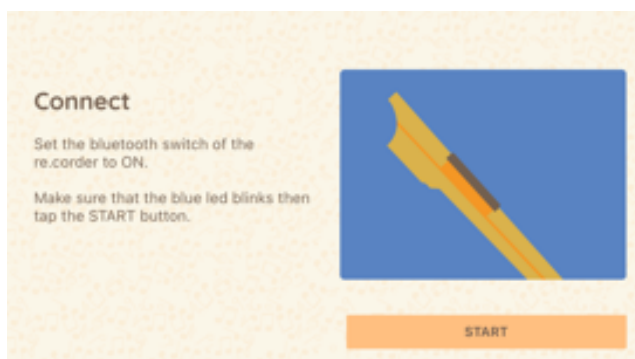 Connect
Set the bluetooth switch of the
re.corder to ON.
Make sure that the blue led blinks then
tap the START button.
START